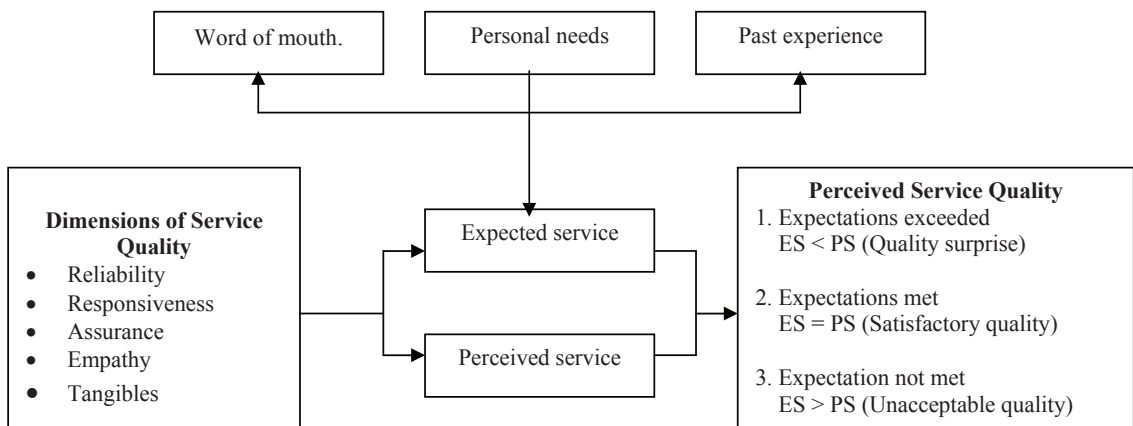 Word of mouth.
Personal needs
Past experience
Dimensions of Service
Quality
• Reliability
• Responsiveness
• Assurance
• Empathy
• Tangibles
Expected service
Perceived service
Perceived Service Quality
1. Expectations exceeded
ES < PS (Quality surprise)
2. Expectations met
ES = PS (Satisfactory quality)
3. Expectation not met
ES > PS (Unacceptable quality)